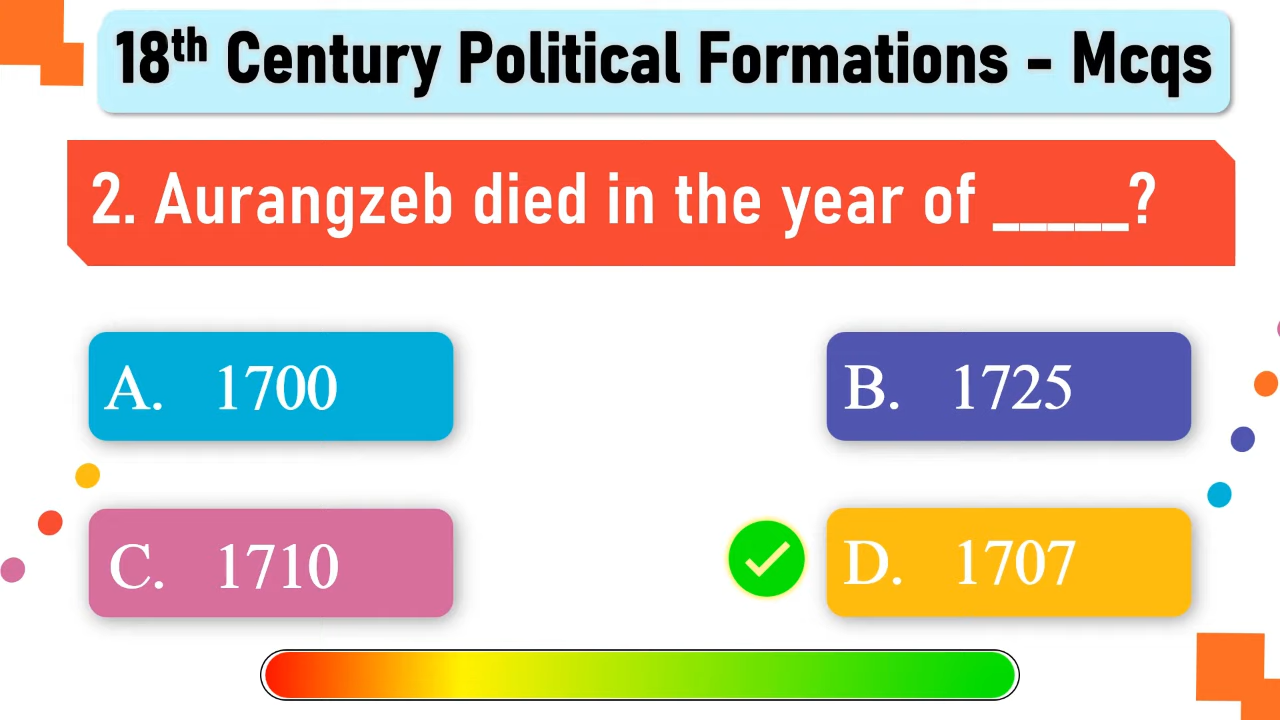 18th Century Political Formations - Mcqs
2. Aurangzeb died in the year of _____?
A. 1700
B. 1725
C. 1710
D. 1707